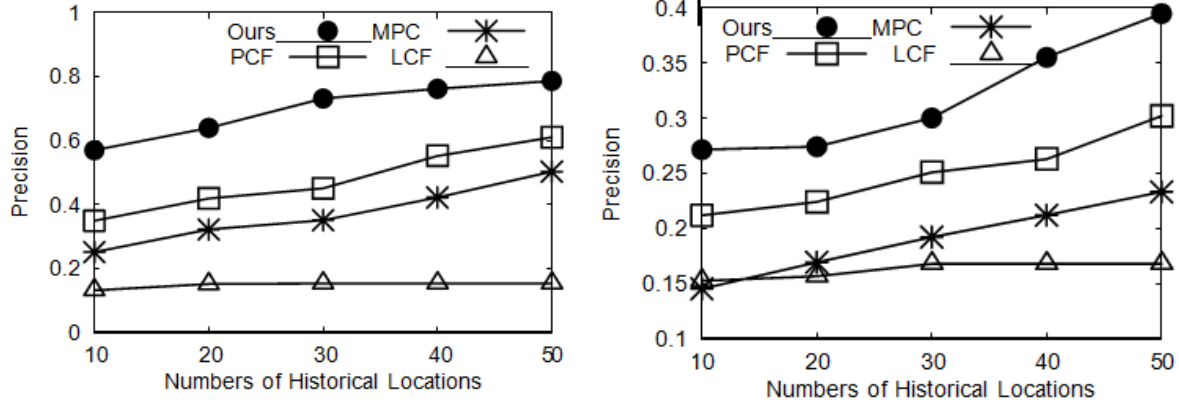 1
Ours MPC
PCF LCF
0.8
0.6
0.4
0.2
0
10 20 30 40 50
Precision
Numbers of Historical Locations
0.4
Ours MPC
PCF LCF
0.35
0.3
0.25
0.2
0.15
0.1
10 20 30 40 50
Precision
Numbers of Historical Locations